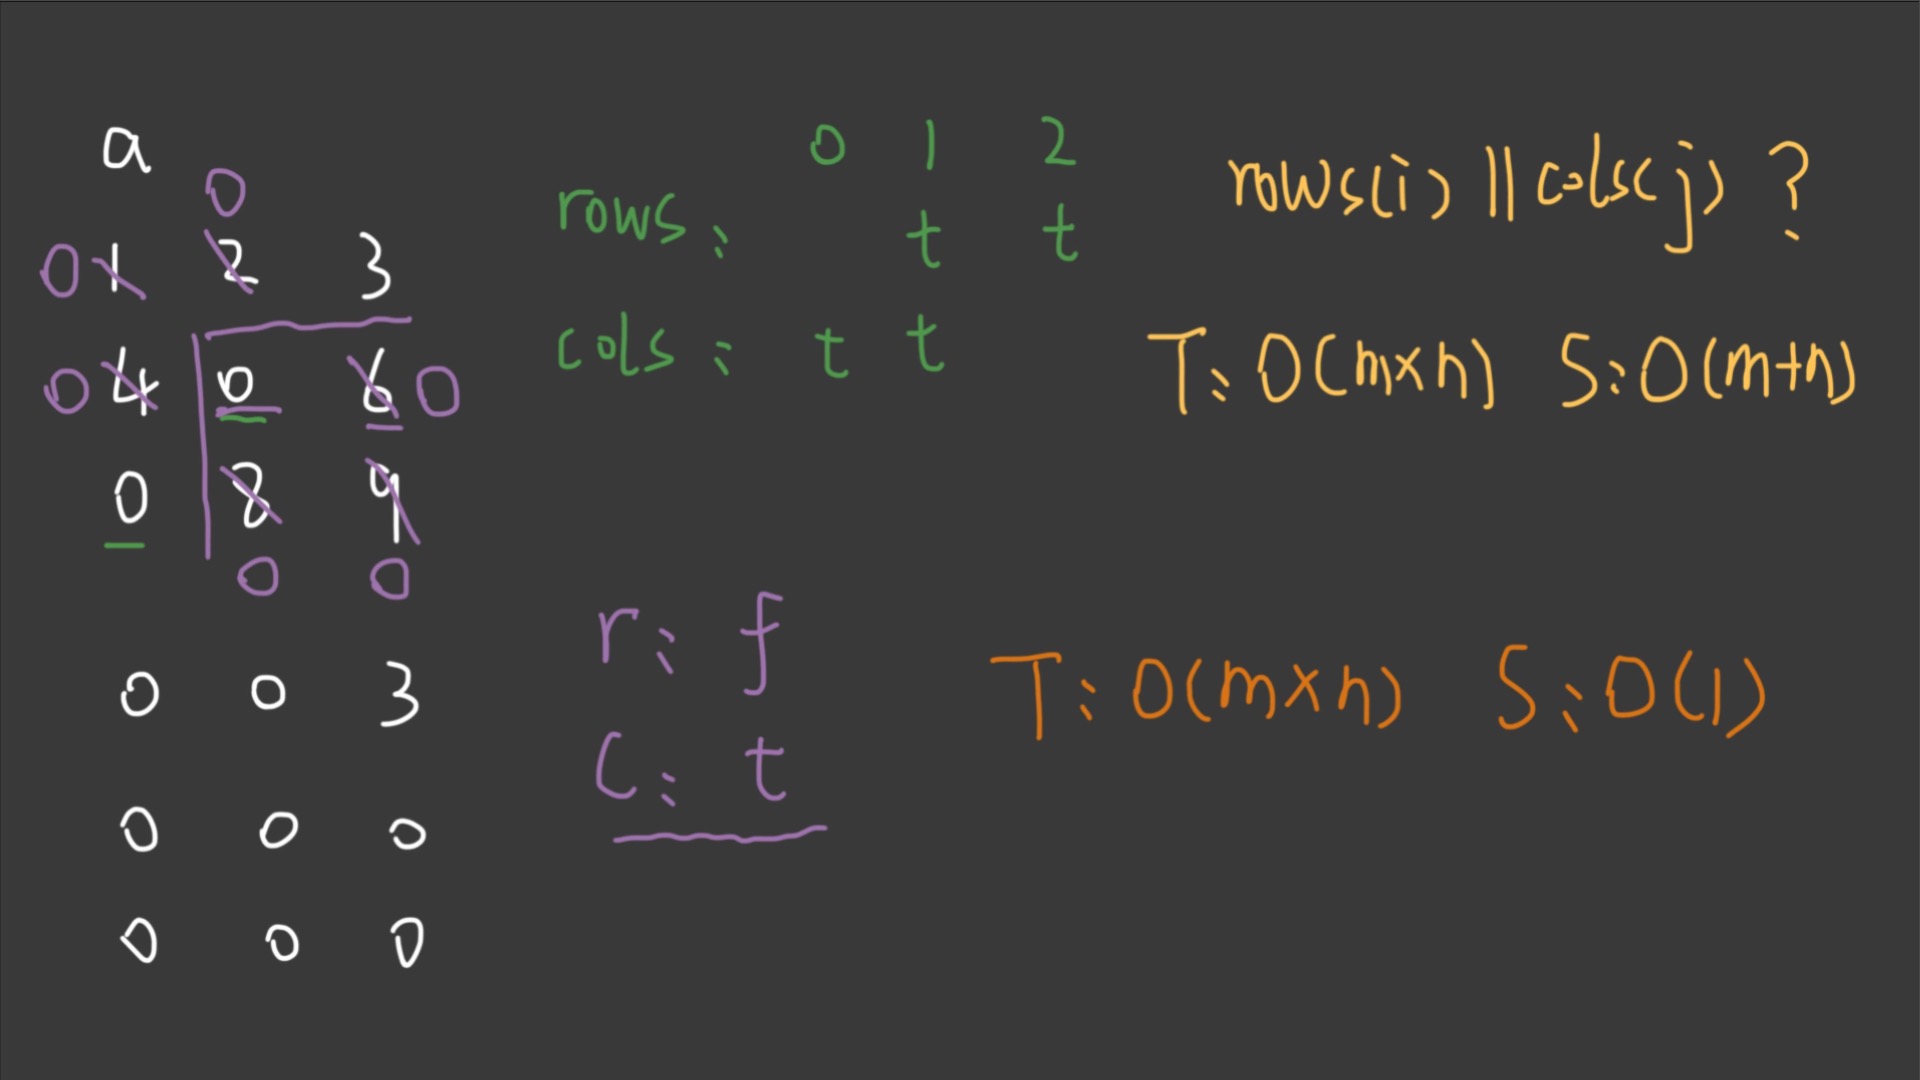 a
0
0 1 2 3
0 4 0 6 0
0 8 9
0 0
0 0 3
0 0 0
0 0 0
0 1 2
rows: t t
cols: t t
rows(i) || cols(j) ?
T: O(m×n) S: O(m+n)
r: f
c: t
T: O(m×n) S: O(1)